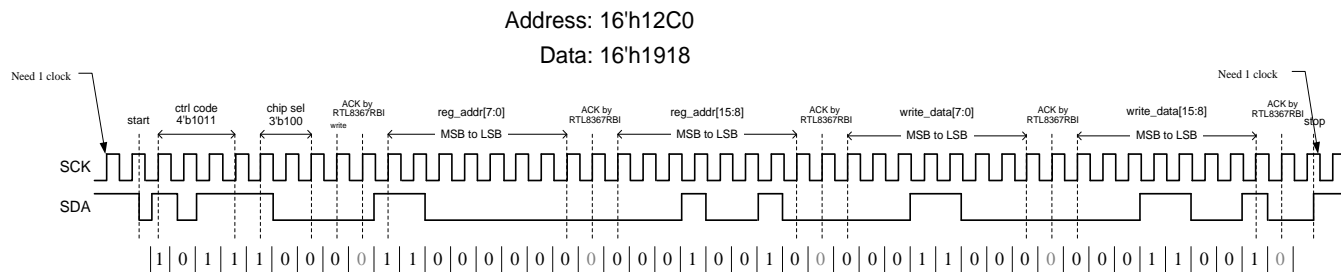 Address: 16'h12C0
Data: 16'h1918
Need 1 clock
Need 1 clock
start
ctrl code
4'b1011
chip sel
3'b100
write
ACK by
RTL8367RBI
reg_addr[7:0]
MSB to LSB
ACK by
RTL8367RBI
reg_addr[15:8]
MSB to LSB
ACK by
RTL8367RBI
write_data[7:0]
MSB to LSB
ACK by
RTL8367RBI
write_data[15:8]
MSB to LSB
ACK by
RTL8367RBI
stop
SCK
SDA
1 0 1 1 1 0 0 0 0 1 1 0 0 0 0 0 0 0 0 0 0 1 0 0 1 0 0 0 0 0 1 1 0 0 0 0 0 0 0 1 1 0 0 1 0